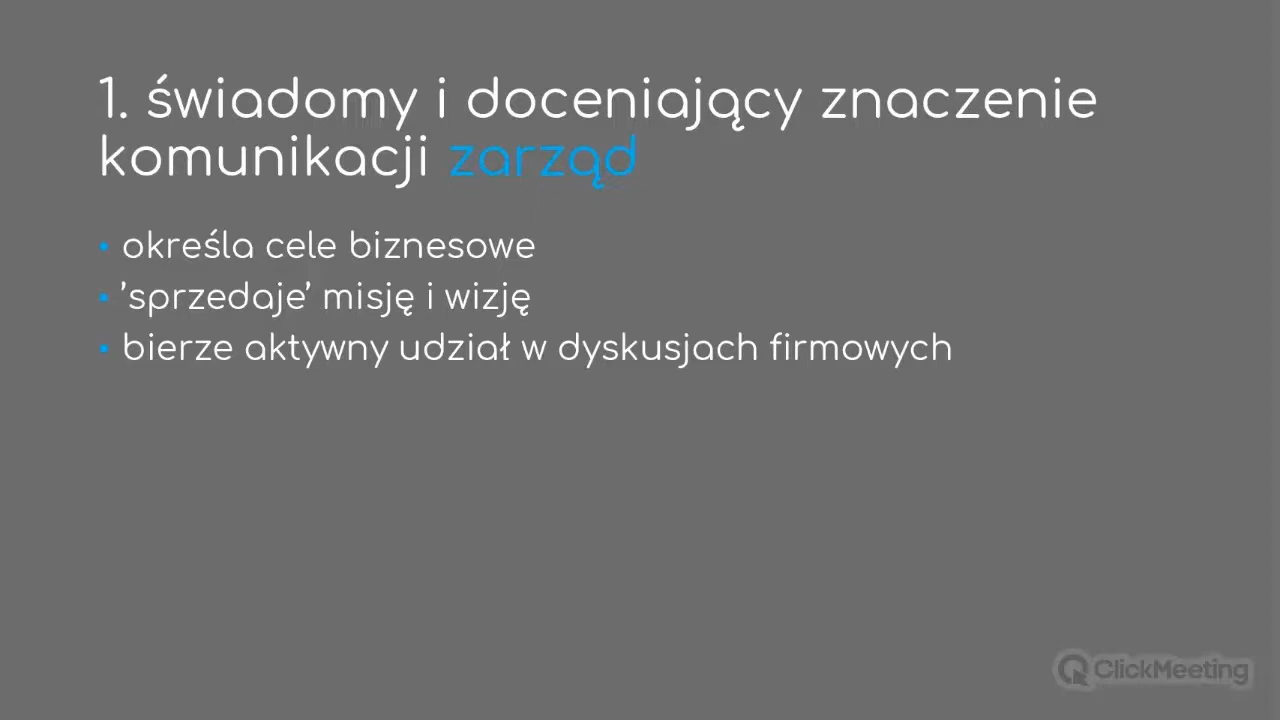 1. świadomy i doceniający znaczenie
komunikacji zarząd
• określa cele biznesowe
• ’sprzedaje’ misję i wizję
• bierze aktywny udział w dyskusjach firmowych
ClickMeeting